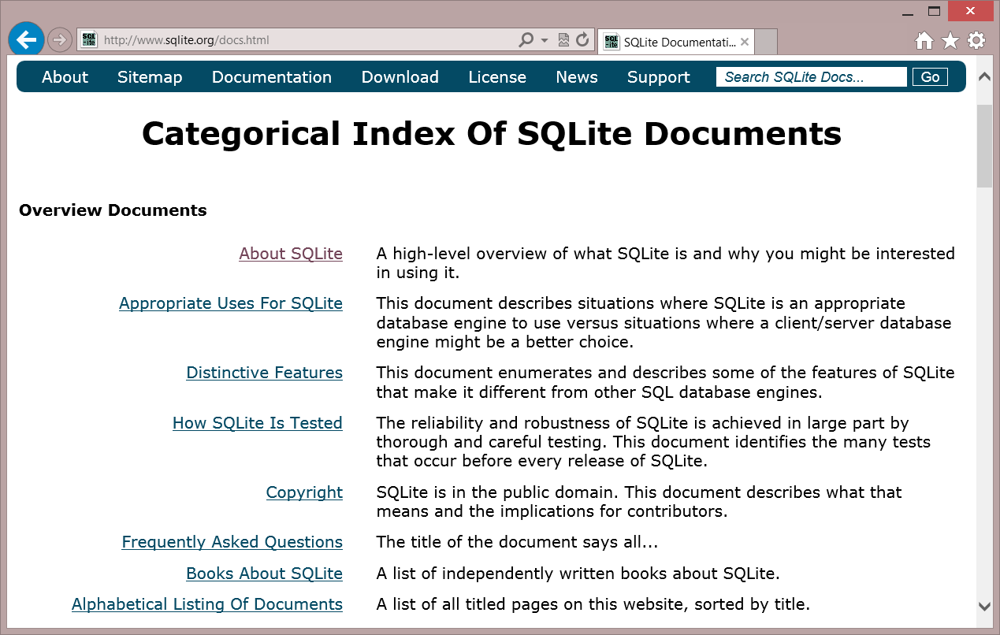 http://www.sqlite.org/docs.html
SQLite Documentati...
About Sitemap Documentation Download License News Support Search SQLite Docs... Go
Categorical Index Of SQLite Documents
Overview Documents
About SQLite A high-level overview of what SQLite is and why you might be interested
in using it.
Appropriate Uses For SQLite This document describes situations where SQLite is an appropriate
database engine to use versus situations where a client/server database
engine might be a better choice.
Distinctive Features This document enumerates and describes some of the features of SQLite
that make it different from other SQL database engines.
How SQLite Is Tested The reliability and robustness of SQLite is achieved in large part by
thorough and careful testing. This document identifies the many tests
that occur before every release of SQLite.
Copyright SQLite is in the public domain. This document describes what that
means and the implications for contributors.
Frequently Asked Questions The title of the document says all...
Books About SQLite A list of independently written books about SQLite.
Alphabetical Listing Of Documents A list of all titled pages on this website, sorted by title.